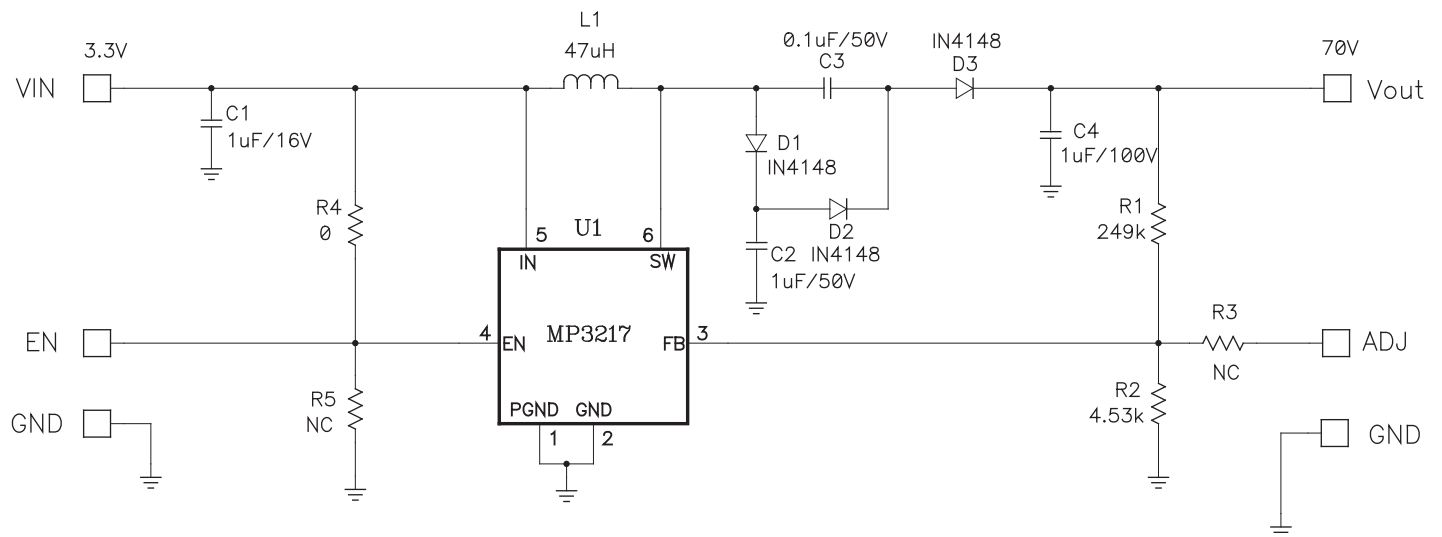 L1
47uH
3.3V
VIN
0.1uF/50V
C3
IN4148
D3
70V
Vout
C1
1uF/16V
D1
IN4148
C4
1uF/100V
R4
0
U1
5
6
IN
SW
D2
C2 IN4148
1uF/50V
R1
249k
EN
4
EN
MP3217
FB
3
R3
NC
ADJ
R5
NC
PGND GND
1
2
R2
4.53k
GND
GND